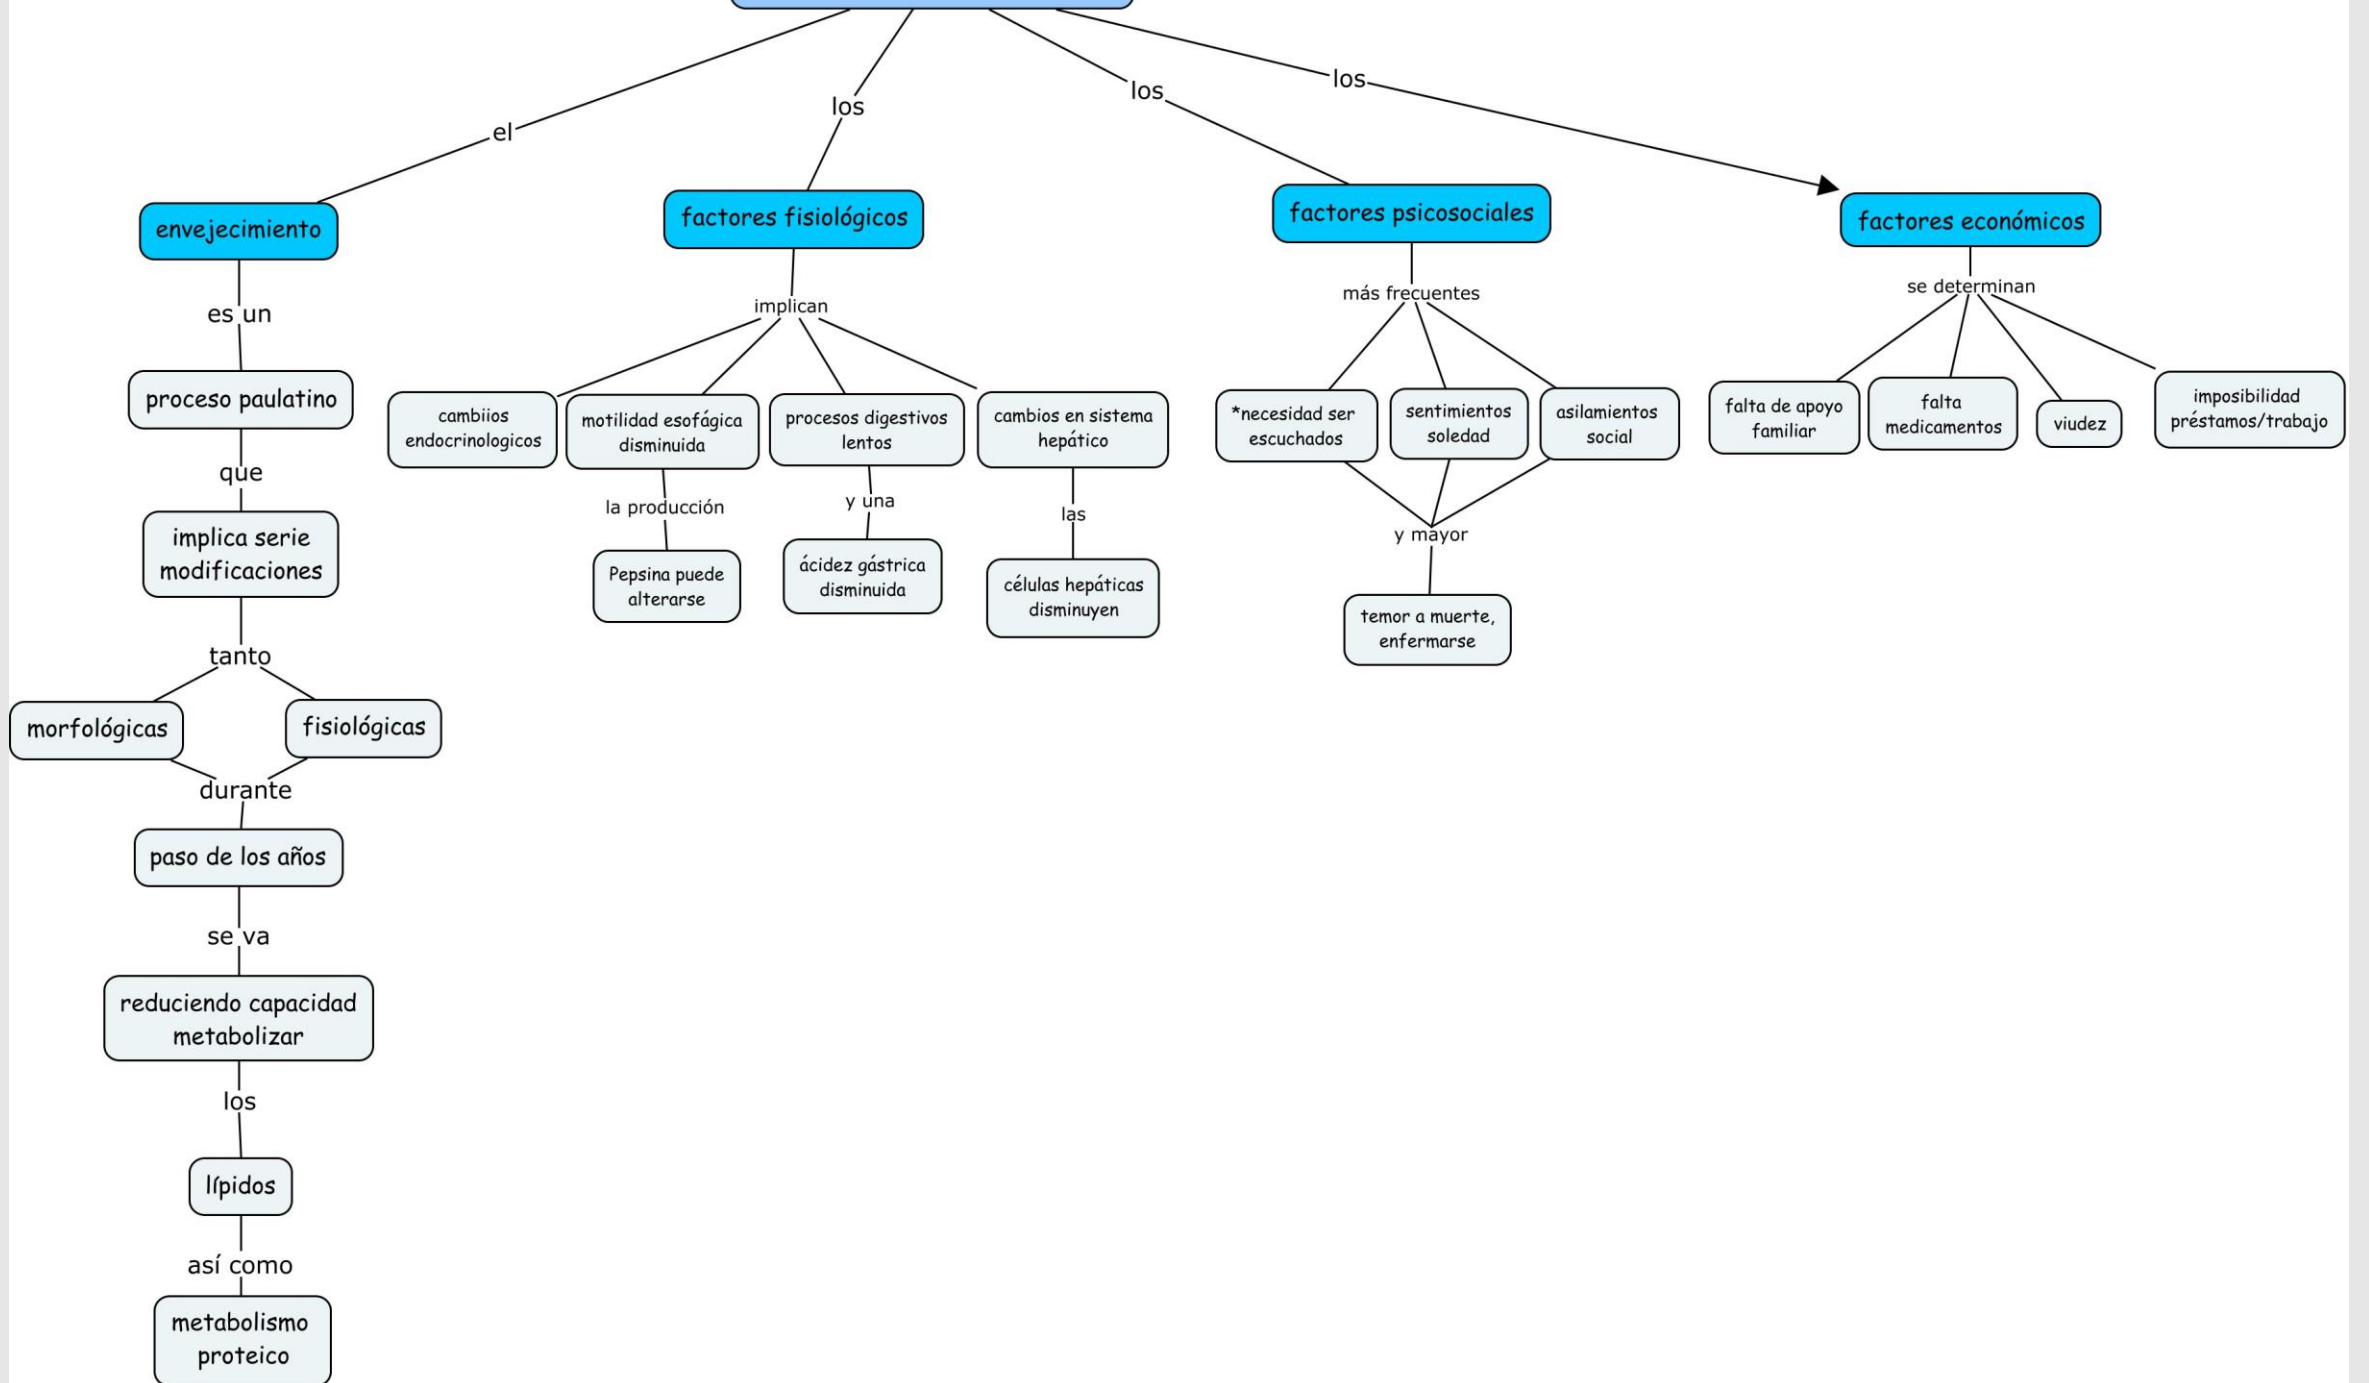 el
los
los
los
envejecimiento
es un
proceso paulatino
que
implica serie
modificaciones
tanto
morfológicas
fisiológicas
durante
paso de los años
se va
reduciendo capacidad
metabolizar
los
lípidos
así como
metabolismo
proteico
factores fisiológicos
implican
cambiios
endocrinologicos
motilidad esofágica
disminuida
la producción
Pepsina puede
alterarse
procesos digestivos
lentos
y una
ácidez gástrica
disminuida
cambios en sistema
hepático
las
células hepáticas
disminuyen
factores psicosociales
más frecuentes
*necesidad ser
escuchados
sentimientos
soledad
asilamientos
social
y mayor
temor a muerte,
enfermarse
factores económicos
se determinan
falta de apoyo
familiar
falta
medicamentos
viudez
imposibilidad
préstamos/trabajo